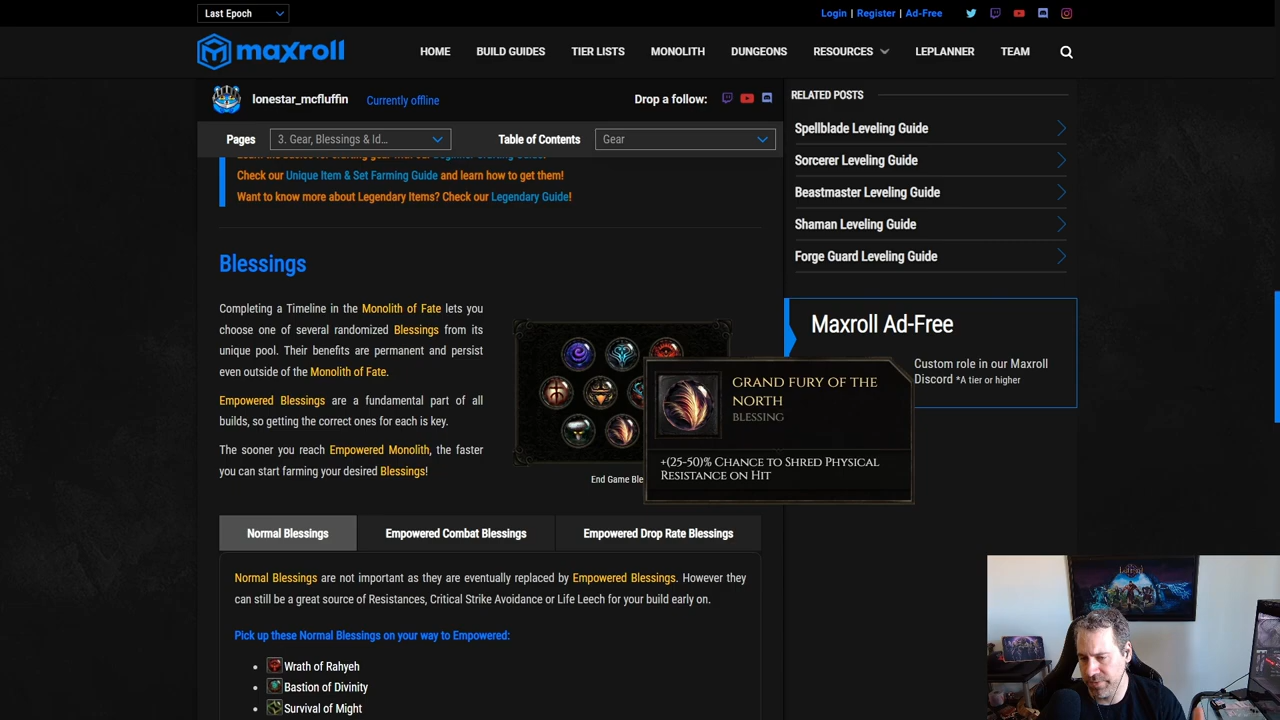 Last Epoch
Login | Register | Ad-Free
maxroll
HOME
BUILD GUIDES
TIER LISTS
MONOLITH
DUNGEONS
RESOURCES
LEPLANNER
TEAM
lonestar_mcfluffin
Currently offline
Drop a follow:
Pages
3. Gear, Blessings & Id...
Table of Contents
Gear
Learn the basics for crafting gear with our Beginner Crafting Guide!
Check our Unique Item & Set Farming Guide and learn how to get them!
Want to know more about Legendary Items? Check our Legendary Guide!
Blessings
Completing a Timeline in the Monolith of Fate lets you
choose one of several randomized Blessings from its
unique pool. Their benefits are permanent and persist
even outside of the Monolith of Fate.
Empowered Blessings are a fundamental part of all
builds, so getting the correct ones for each is key.
The sooner you reach Empowered Monolith, the faster
you can start farming your desired Blessings!
End Game Ble
GRAND FURY OF THE
NORTH
BLESSING
+(25-50)% CHANCE TO SHRED PHYSICAL
RESISTANCE ON HIT
Normal Blessings
Empowered Combat Blessings
Empowered Drop Rate Blessings
Normal Blessings are not important as they are eventually replaced by Empowered Blessings. However they
can still be a great source of Resistances, Critical Strike Avoidance or Life Leech for your build early on.
Pick up these Normal Blessings on your way to Empowered:
Wrath of Rahyeh
Bastion of Divinity
Survival of Might
RELATED POSTS
Spellblade Leveling Guide
Sorcerer Leveling Guide
Beastmaster Leveling Guide
Shaman Leveling Guide
Forge Guard Leveling Guide
Maxroll Ad-Free
Custom role in our Maxroll
Discord *A tier or higher